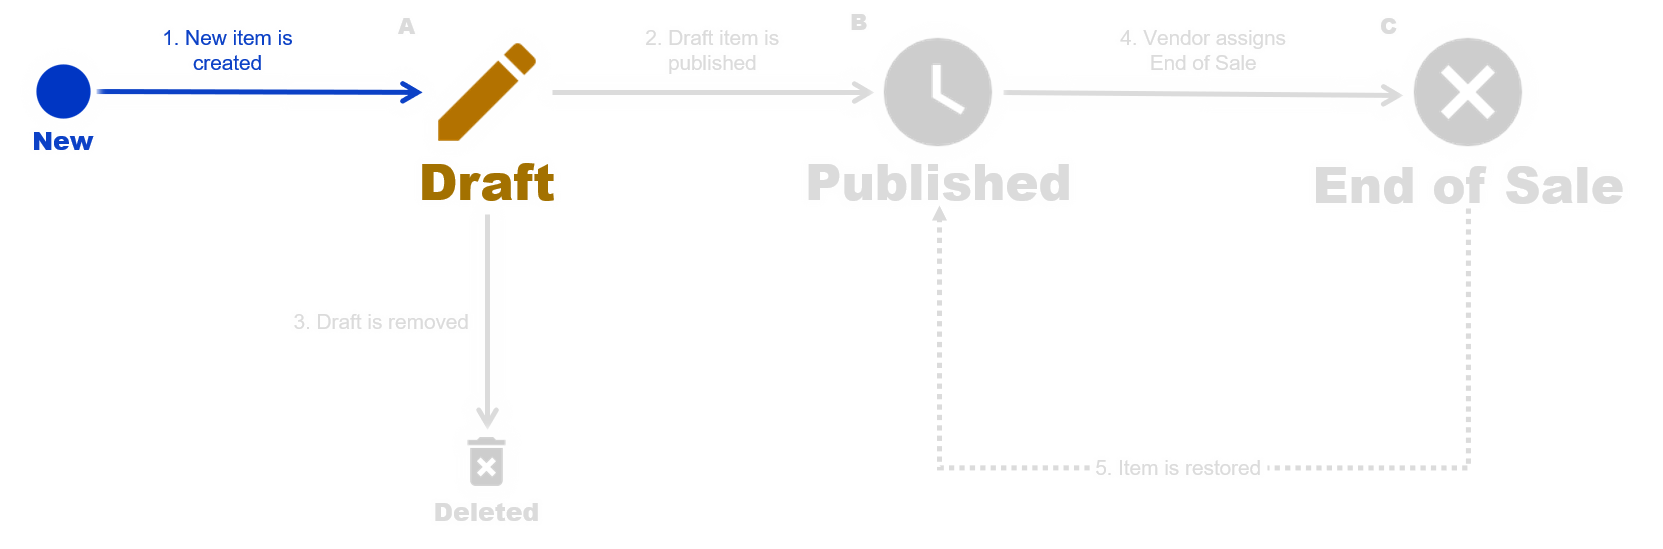 A
B
C
1. New item is
created
2. Draft item is
published
4. Vendor assigns
End of Sale
New
Draft
Published
End of Sale
3. Draft is removed
5. Item is restored
Deleted